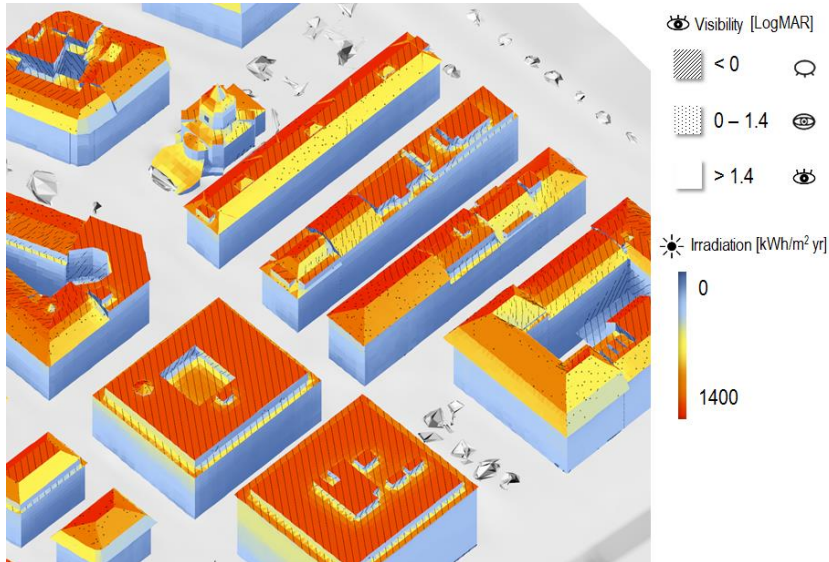 Visibility [LogMAR]
< 0
0 – 1.4
> 1.4
Irradiation [kWh/m² yr]
0
1400